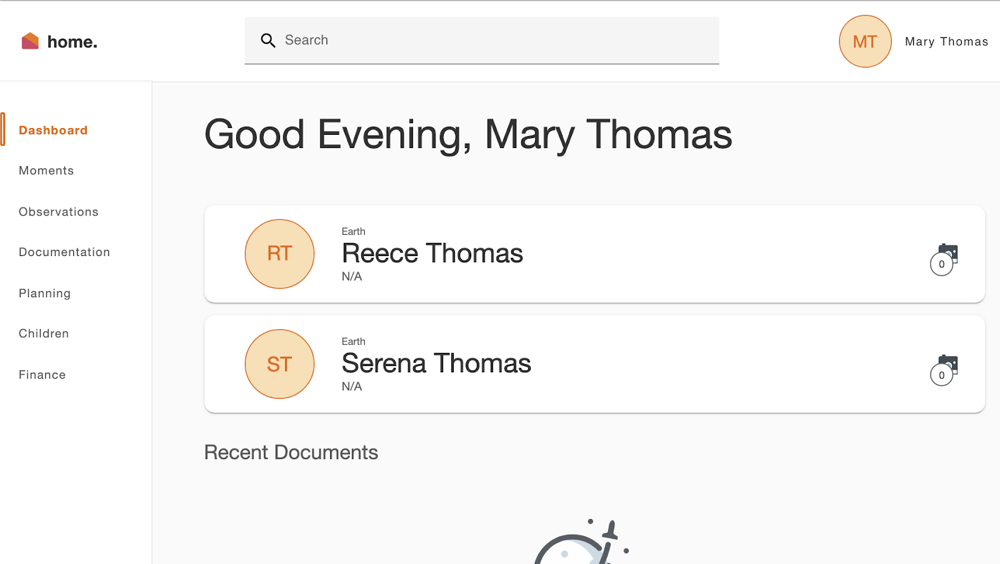 home.
Search
MT
Mary Thomas
Dashboard
Moments
Observations
Documentation
Planning
Children
Finance
Good Evening, Mary Thomas
RT
Earth
Reece Thomas
N/A
0
ST
Earth
Serena Thomas
N/A
0
Recent Documents